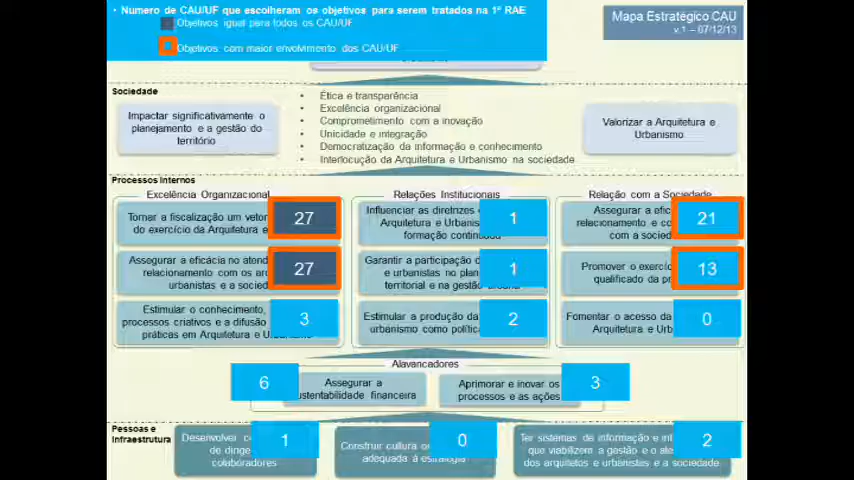 • Numero de CAU/UF que escolheram os objetivos para serem tratados na 1ª RAE
Objetivos igual para todos os CAU/UF
Objetivos com maior envolvimento dos CAU/UF
Mapa Estratégico CAU
v.1 – 07/12/13
Sociedade
Impactar significativamente o
planejamento e a gestão do
território
• Ética e transparência
• Excelência organizacional
• Comprometimento com a inovação
• Unicidade e integração
• Democratização da informação e conhecimento
• Interlocução da Arquitetura e Urbanismo na sociedade
Valorizar a Arquitetura e
Urbanismo
Processos Internos
Excelência Organizacional
Tornar a fiscalização um vetor
do exercício da Arquitetura e
27
Assegurar a eficácia no atend
relacionamento com os ar
urbanistas e a socied
27
Estimular o conhecimento,
processos criativos e a difusão
práticas em Arquitetura e U
3
Relações Institucionais
Influenciar as diretrizes
Arquitetura e Urbanis
formação continuad
1
Garantir a participação d
e urbanistas no plan
territorial e na gestão
1
Estimular a produção da
urbanismo como polític
2
Relação com a Sociedade
Assegurar a efic
relacionamento e co
com a socied
21
Promover o exercíc
qualificado da pr
13
Fomentar o acesso da
Arquitetura e Urb
0
Alavancadores
6
Assegurar a
sustentabilidade financeira
Aprimorar e inovar os
processos e as ações
3
Pessoas e
Infraestrutura
Desenvolver c
de dirige
colaboradores
1
Construir cultura o
adequada à estratégia
0
Ter sistemas de informação e inf
que viabilizem a gestão e o ate
dos arquitetos e urbanistas e a sociedade
2